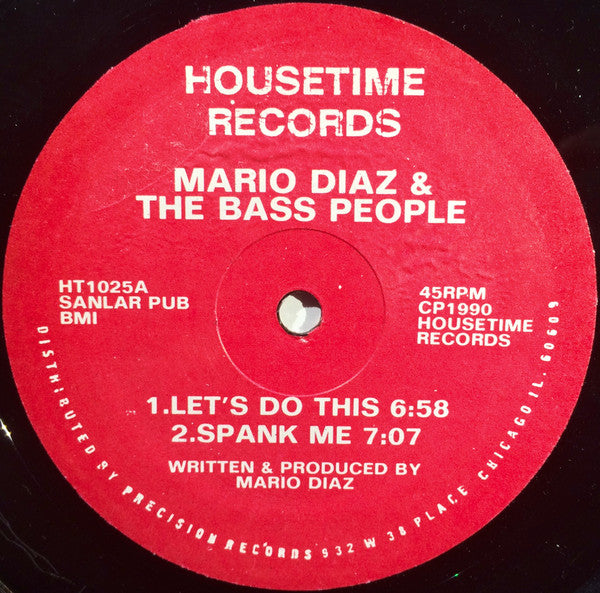 HOUSETIME
RECORDS
MARIO DIAZ &
THE BASS PEOPLE
HT1025A
SANLAR PUB
BMI
45RPM
CP1990
HOUSETIME
RECORDS
1.LET'S DO THIS 6:58
2.SPANK ME 7:07
WRITTEN & PRODUCED BY
MARIO DIAZ
DISTRIBUTED BY PRECISION RECORDS 932 W 38 PLACE CHICAGO IL. 60609